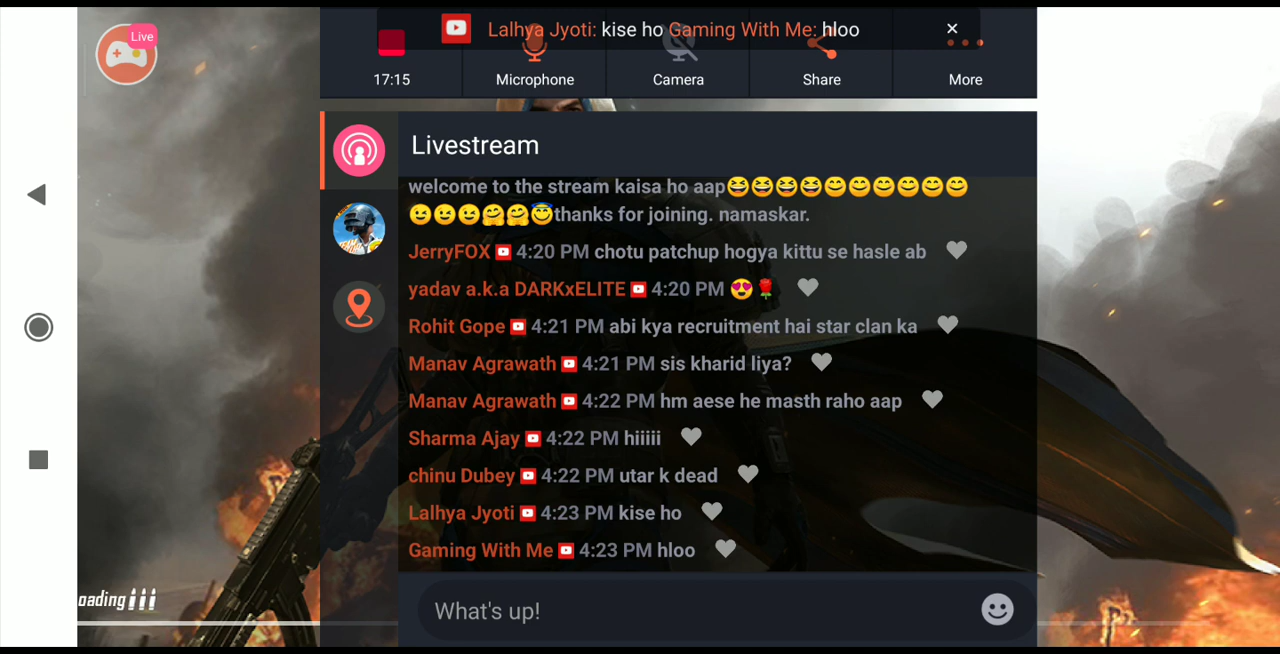 Live
Lalhya Jyoti: kise ho Gaming With Me: hloo
17:15
Microphone
Camera
Share
More
Livestream
welcome to the stream kaisa ho aap😆😝😆😆😊😊😊😊😊😊
😉😉😉🤗🤗😇thanks for joining. namaskar.
JerryFOX 4:20 PM chotu patchup hogya kittu se hasle ab
yadav a.k.a DARKxELITE 4:20 PM 😍🌹
Rohit Gope 4:21 PM abi kya recruitment hai star clan ka
Manav Agrawath 4:21 PM sis kharid liya?
Manav Agrawath 4:22 PM hm aese he masth raho aap
Sharma Ajay 4:22 PM hiiiii
chinu Dubey 4:22 PM utar k dead
Lalhya Jyoti 4:23 PM kise ho
Gaming With Me 4:23 PM hloo
oading
What's up!